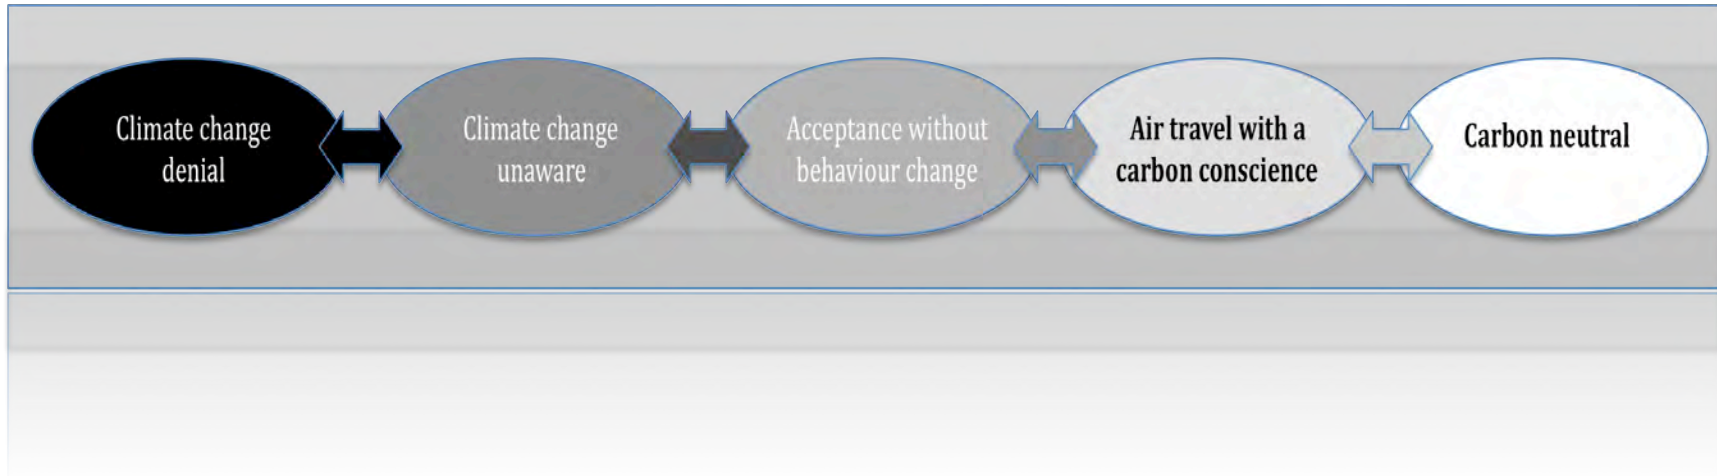 Climate change
denial
Climate change
unaware
Acceptance without
behaviour change
Air travel with a
carbon conscience
Carbon neutral